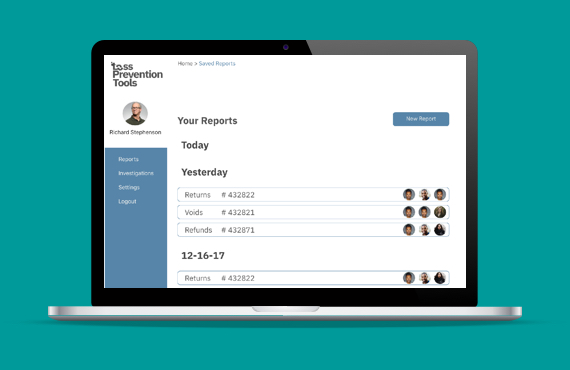 Loss
Prevention
Tools
Home > Saved Reports
Richard Stephenson
Reports
Investigations
Settings
Logout
Your Reports
New Report
Today
Yesterday
Returns # 432822
Voids # 432821
Refunds # 432871
12-16-17
Returns # 432822